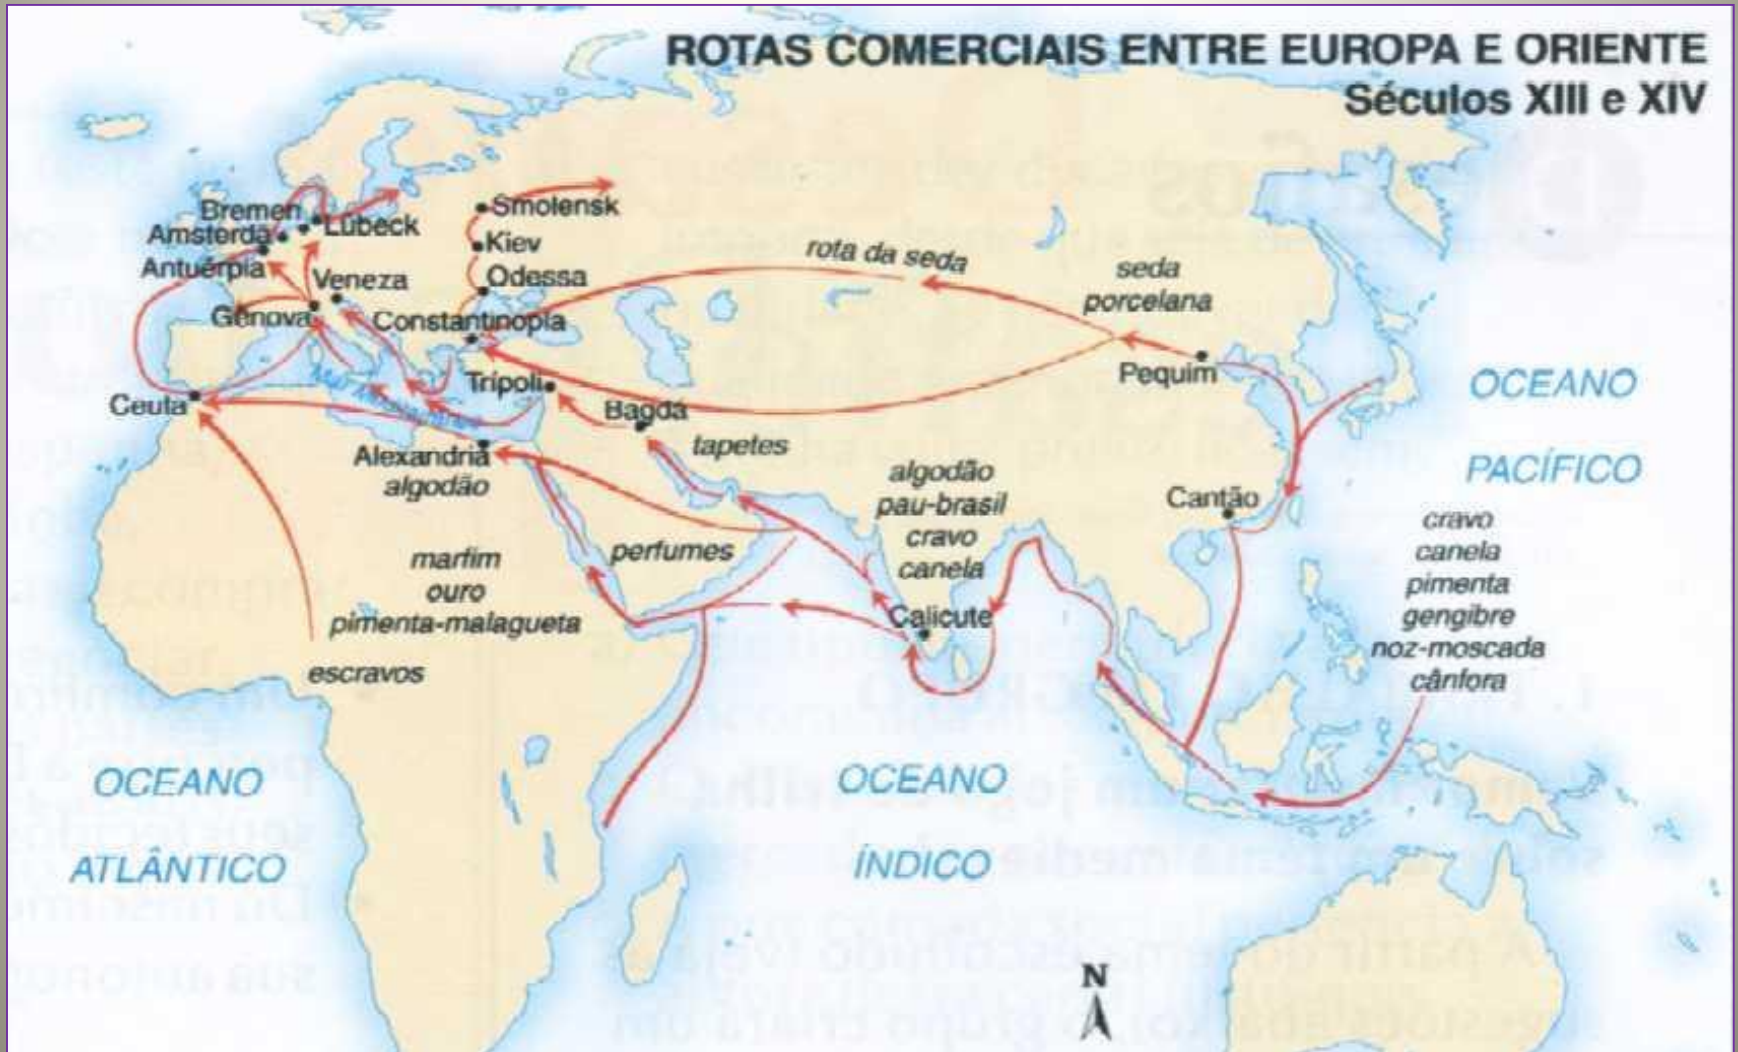 ROTAS COMERCIAIS ENTRE EUROPA E ORIENTE
Séculos XIII e XIV
Bremen
Lübeck
Amsterdã
Antuérpia
Smolensk
Kiev
Odessa
Veneza
Gênova
Constantinopla
rota da seda
seda
porcelana
Pequim
Trípoli
Ceuta
Bagdá
tapetes
Alexandria
algodão
algodão
pau-brasil
cravo
canela
Cantão
perfumes
marfim
ouro
pimenta-malagueta
escravos
Calicute
cravo
canela
pimenta
gengibre
noz-moscada
cânfora
OCEANO
PACÍFICO
OCEANO
ATLÂNTICO
OCEANO
ÍNDICO
N